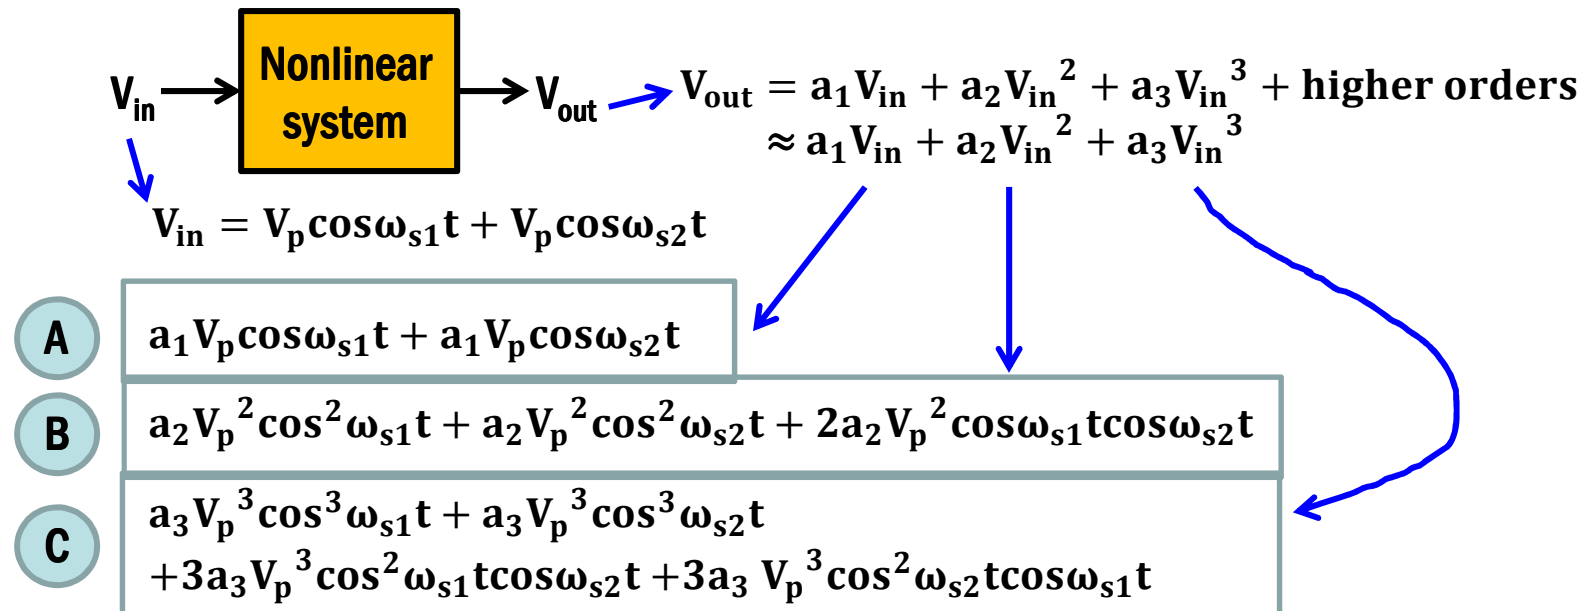 V_in Nonlinear system V_out V_out = a_1V_in + a_2V_in^2 + a_3V_in^3 + higher orders
≈ a_1V_in + a_2V_in^2 + a_3V_in^3
V_in = V_pcosω_s1t + V_pcosω_s2t
A a_1V_pcosω_s1t + a_1V_pcosω_s2t
B a_2V_p^2cos^2ω_s1t + a_2V_p^2cos^2ω_s2t + 2a_2V_p^2cosω_s1tcosω_s2t
C a_3V_p^3cos^3ω_s1t + a_3V_p^3cos^3ω_s2t
+3a_3V_p^3cos^2ω_s1tcosω_s2t +3a_3 V_p^3cos^2ω_s2tcosω_s1t